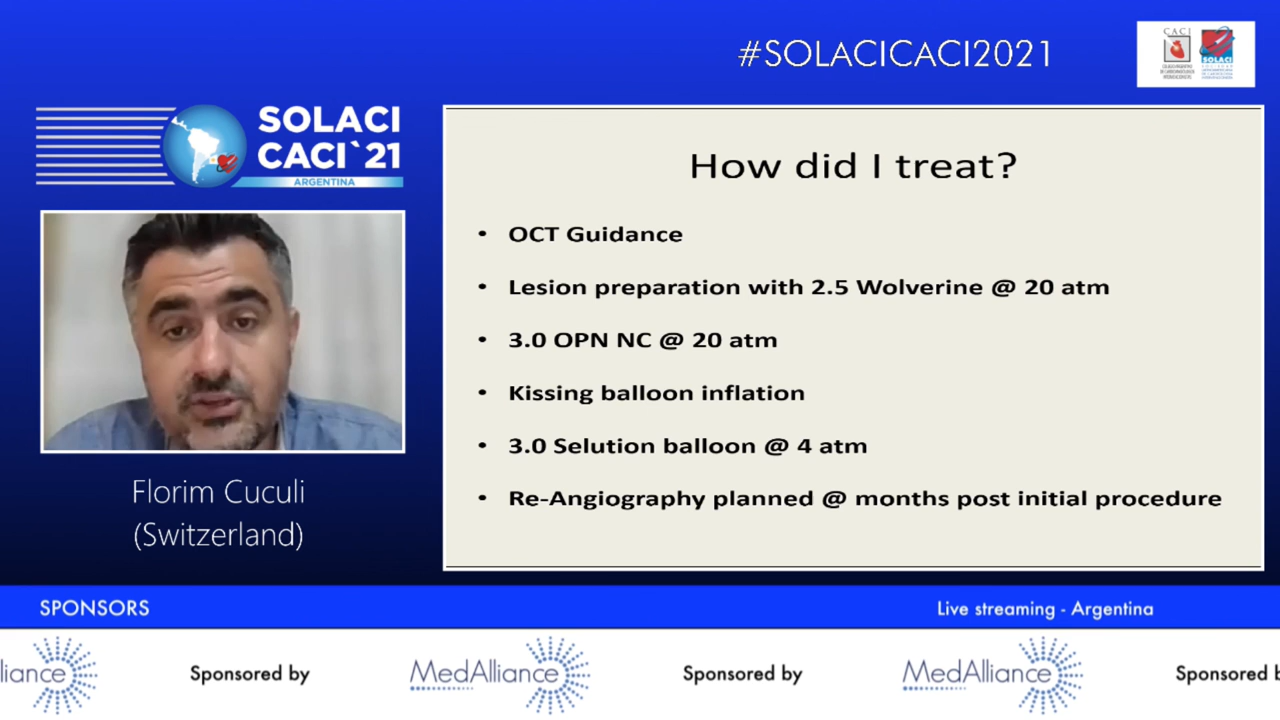 #SOLACICACI2021
CACI
SOLACI
SOLACI
CACI`21
ARGENTINA
How did I treat?
• OCT Guidance
• Lesion preparation with 2.5 Wolverine @ 20 atm
• 3.0 OPN NC @ 20 atm
• Kissing balloon inflation
• 3.0 Selution balloon @ 4 atm
• Re-Angiography planned @ months post initial procedure
Florim Cuculi
(Switzerland)
SPONSORS
Live streaming - Argentina
liance
Sponsored by
MedAlliance
Sponsored by
MedAlliance
Sponsored b